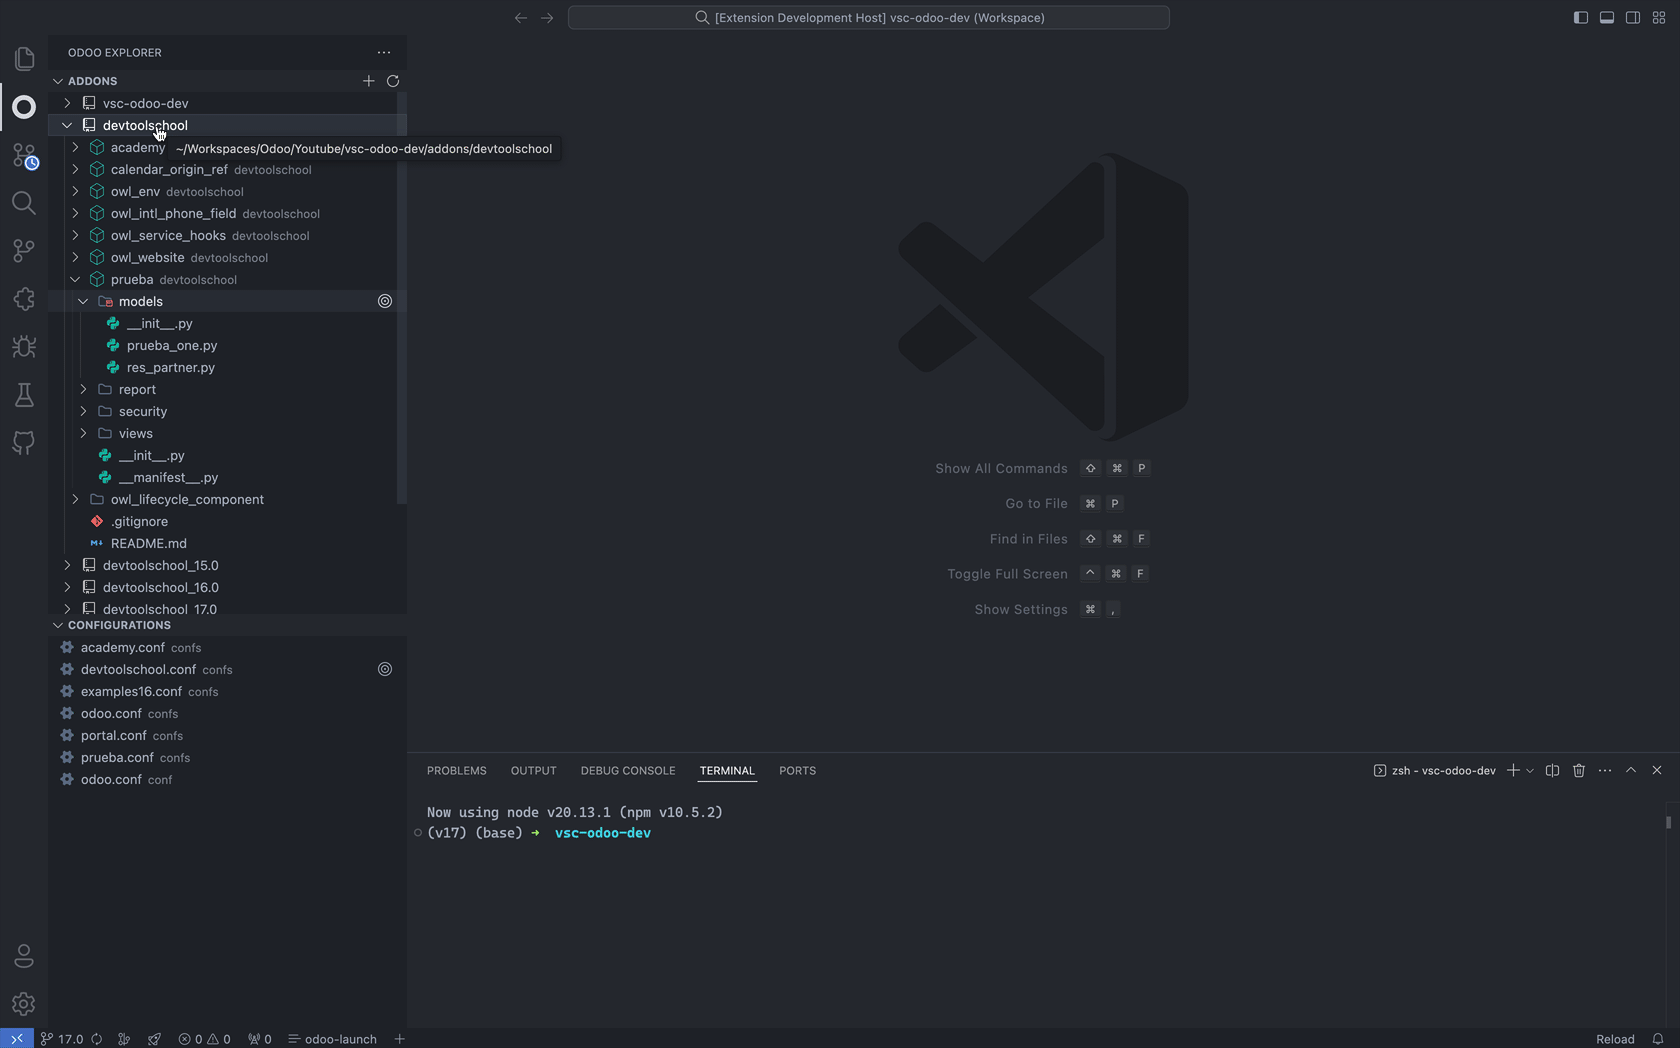 [Extension Development Host] vsc-odoo-dev (Workspace)
ODOO EXPLORER
ADDONS
vsc-odoo-dev
devtoolschool
academy
~/Workspaces/Odoo/Youtube/vsc-odoo-dev/addons/devtoolschool
calendar_origin_ref devtoolschool
owl_env devtoolschool
owl_intl_phone_field devtoolschool
owl_service_hooks devtoolschool
owl_website devtoolschool
prueba devtoolschool
models
__init__.py
prueba_one.py
res_partner.py
report
security
views
__init__.py
__manifest__.py
owl_lifecycle_component
.gitignore
M↓ README.md
devtoolschool_15.0
devtoolschool_16.0
devtoolschool_17.0
CONFIGURATIONS
academy.conf confs
devtoolschool.conf confs
examples16.conf confs
odoo.conf confs
portal.conf confs
prueba.conf confs
odoo.conf conf
Show All Commands ⇧ ⌘ P
Go to File ⌘ P
Find in Files ⇧ ⌘ F
Toggle Full Screen ^ ⌘ F
Show Settings ⌘ ,
PROBLEMS OUTPUT DEBUG CONSOLE TERMINAL PORTS
zsh - vsc-odoo-dev
Now using node v20.13.1 (npm v10.5.2)
(v17) (base) → vsc-odoo-dev
17.0 0 0 0 odoo-launch Reload